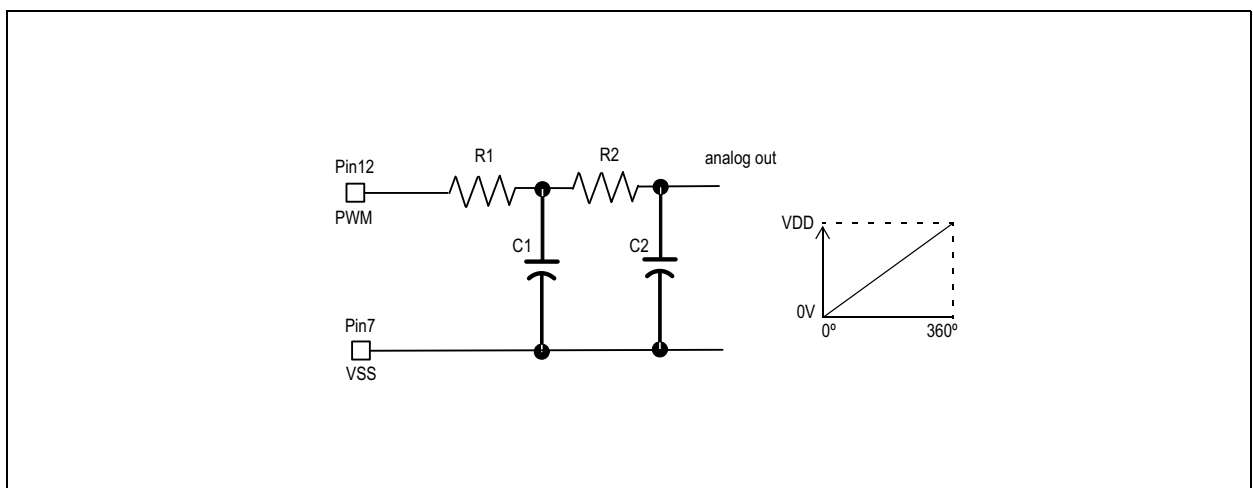 R1
R2
analog out
Pin12
PWM
C1
C2
VDD
0V
0º
360º
Pin7
VSS